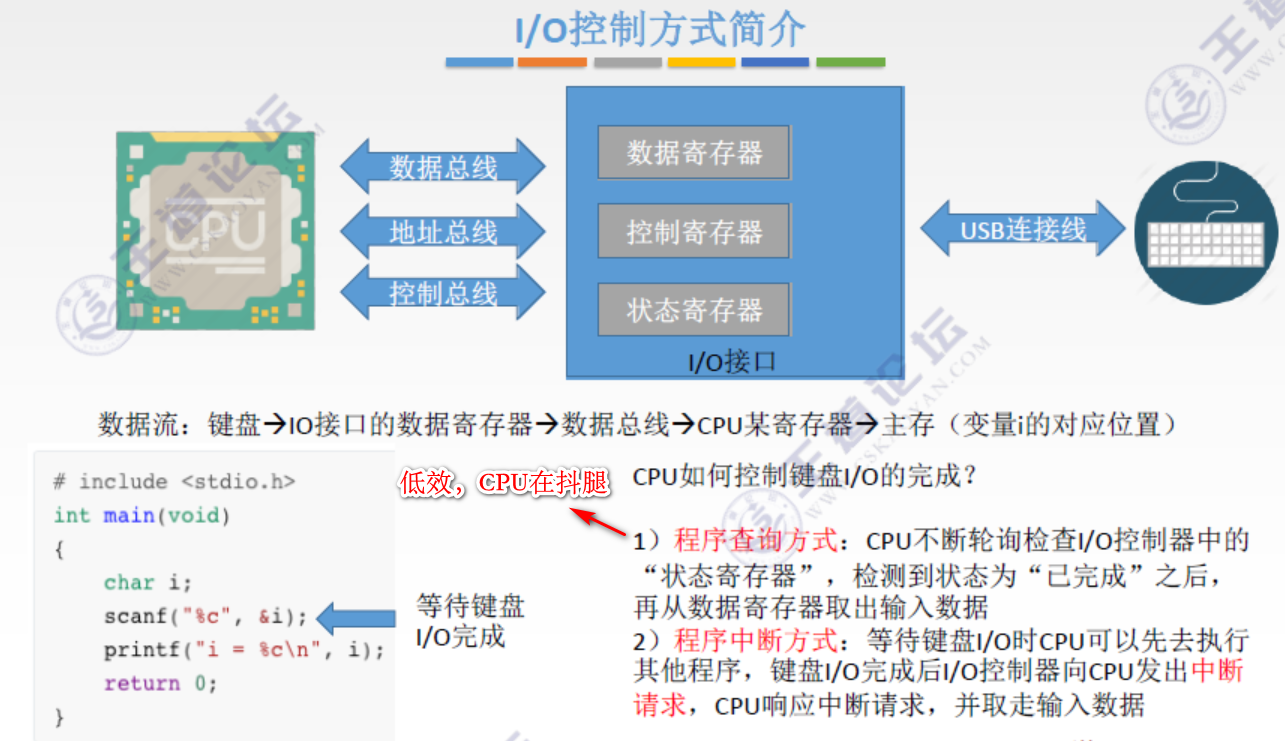 I/O控制方式简介
CPU
数据总线
地址总线
控制总线
数据寄存器
控制寄存器
状态寄存器
I/O接口
USB连接线
数据流：键盘→IO接口的数据寄存器→数据总线→CPU某寄存器→主存（变量i的对应位置）
# include <stdio.h>
int main(void)
{
char i;
scanf("%c", &i);
printf("i = %c\n", i);
return 0;
}
等待键盘
I/O完成
低效，CPU在抖腿
CPU如何控制键盘I/O的完成？
1）程序查询方式：CPU不断轮询检查I/O控制器中的
“状态寄存器”，检测到状态为“已完成”之后，
再从数据寄存器取出输入数据
2）程序中断方式：等待键盘I/O时CPU可以先去执行
其他程序，键盘I/O完成后I/O控制器向CPU发出中断
请求，CPU响应中断请求，并取走输入数据
王道论坛
WWW.CSKAOYAN.COM